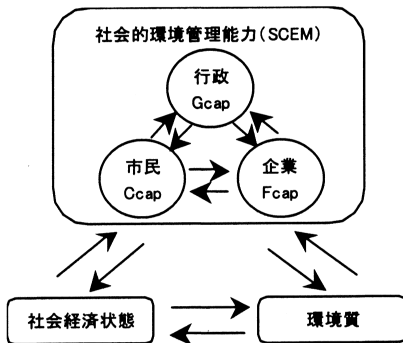 社会的環境管理能力(SCEM)
行政
Gcap
市民
Ccap
企業
Fcap
社会経済状態
環境質